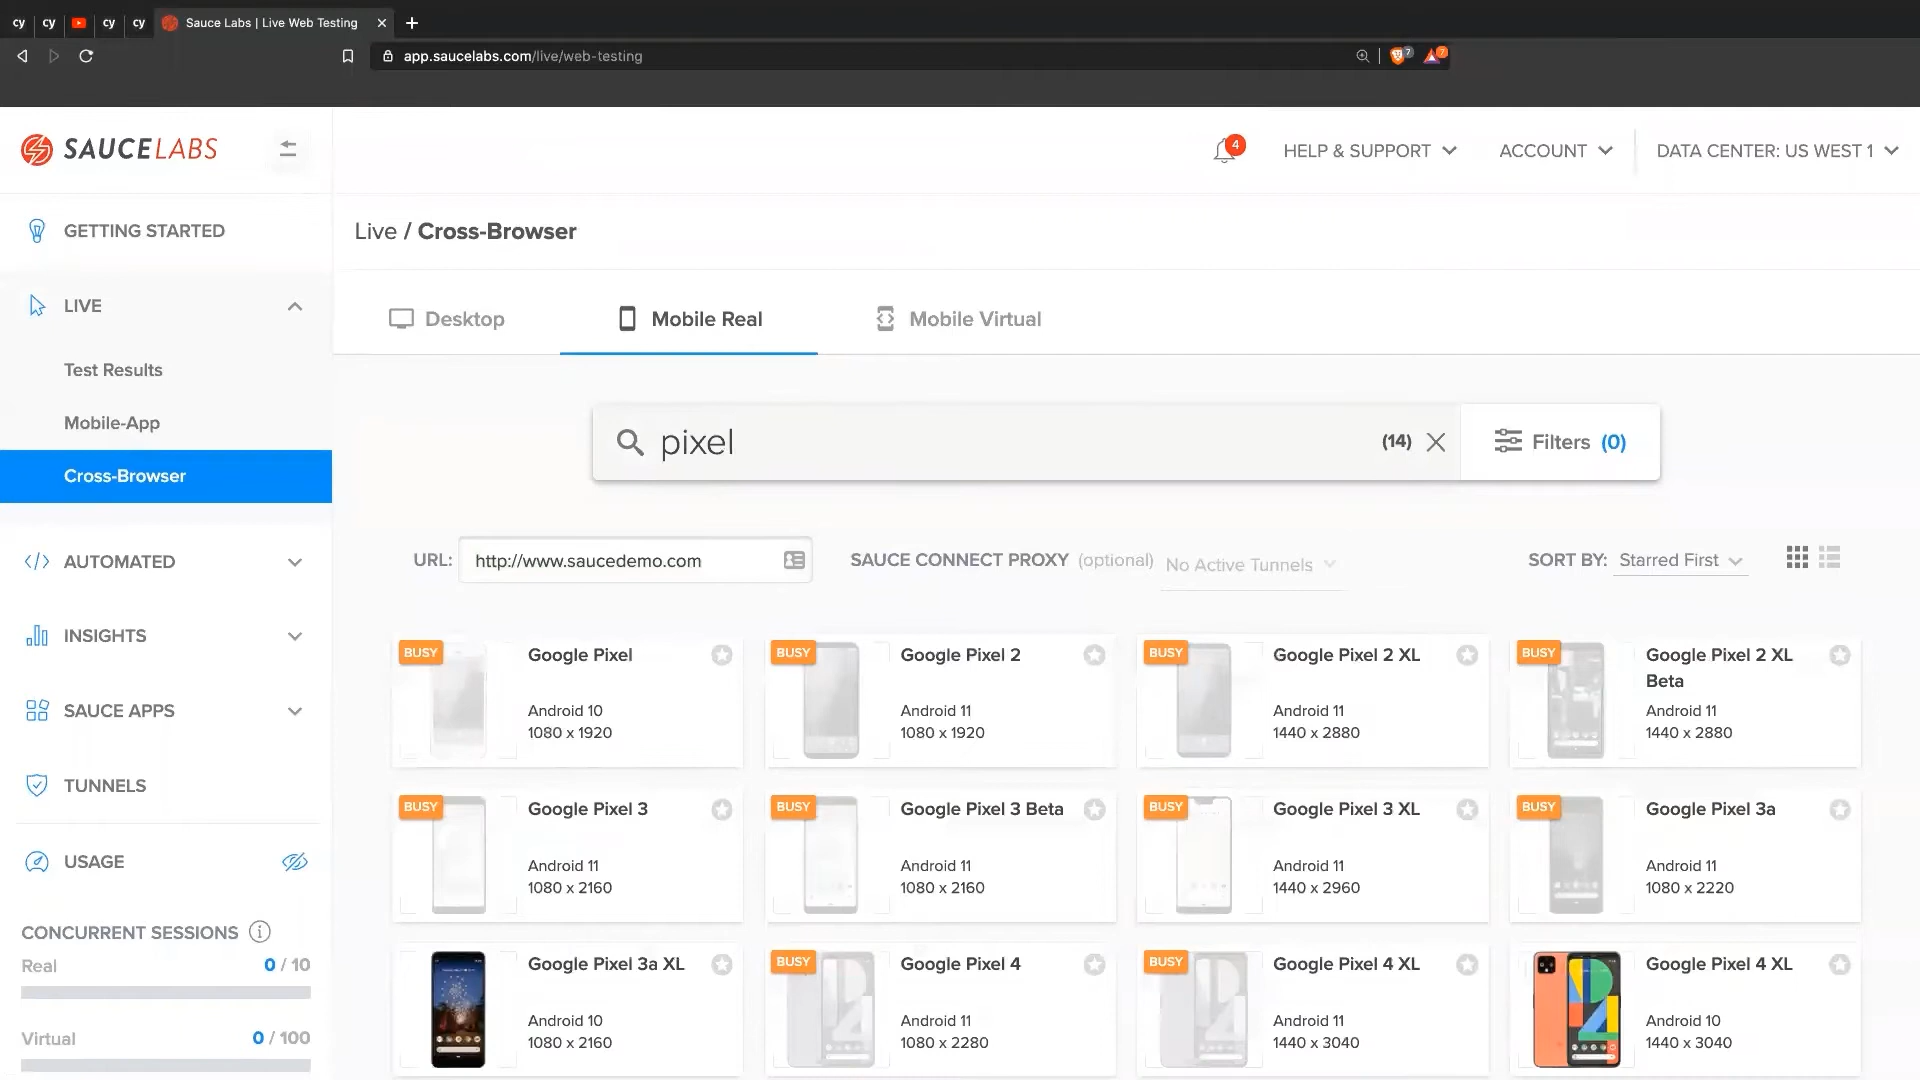 cy
cy
cy
cy
Sauce Labs | Live Web Testing
app.saucelabs.com/live/web-testing
7
7
SAUCELABS
4
HELP & SUPPORT
ACCOUNT
DATA CENTER: US WEST 1
GETTING STARTED
LIVE
Test Results
Mobile-App
Cross-Browser
AUTOMATED
INSIGHTS
SAUCE APPS
TUNNELS
USAGE
CONCURRENT SESSIONS
Real 0 / 10
Virtual 0 / 100
Live / Cross-Browser
Desktop
Mobile Real
Mobile Virtual
pixel
(14)
Filters (0)
URL: http://www.saucedemo.com
SAUCE CONNECT PROXY (optional) No Active Tunnels
SORT BY: Starred First
BUSY
Google Pixel
Android 10
1080 x 1920
BUSY
Google Pixel 2
Android 11
1080 x 1920
BUSY
Google Pixel 2 XL
Android 11
1440 x 2880
BUSY
Google Pixel 2 XL
Beta
Android 11
1440 x 2880
BUSY
Google Pixel 3
Android 11
1080 x 2160
BUSY
Google Pixel 3 Beta
Android 11
1080 x 2160
BUSY
Google Pixel 3 XL
Android 11
1440 x 2960
BUSY
Google Pixel 3a
Android 11
1080 x 2220
Google Pixel 3a XL
Android 10
1080 x 2160
BUSY
Google Pixel 4
Android 11
1080 x 2280
BUSY
Google Pixel 4 XL
Android 11
1440 x 3040
Google Pixel 4 XL
Android 10
1440 x 3040